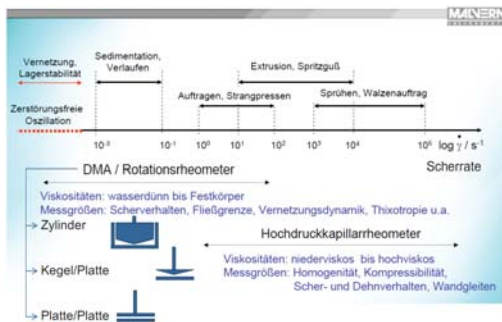 MALVERN
Vernetzung,
Lagerstabilität
Sedimentation,
Verlaufen
Extrusion, Spritzguß
Auftragen, Strangpressen
Sprühen, Walzenauftrag
Zerstörungsfreie
Oszillation
10⁻³ 10⁻¹ 10⁰ 10¹ 10² 10³ 10⁴ 10⁶ log γ̇ / s⁻¹
Scherrate
DMA / Rotationsrheometer
Viskositäten: wasserdünn bis Festkörper
Messgrößen: Scherverhalten, Fließgrenze, Vernetzungsdynamik, Thixotropie u.a.
Zylinder
Hochdruckkapillarrheometer
Viskositäten: niederviskos bis hochviskos
Messgrößen: Homogenität, Kompressibilität,
Scher- und Dehnverhalten, Wandgleiten
Kegel/Platte
Platte/Platte